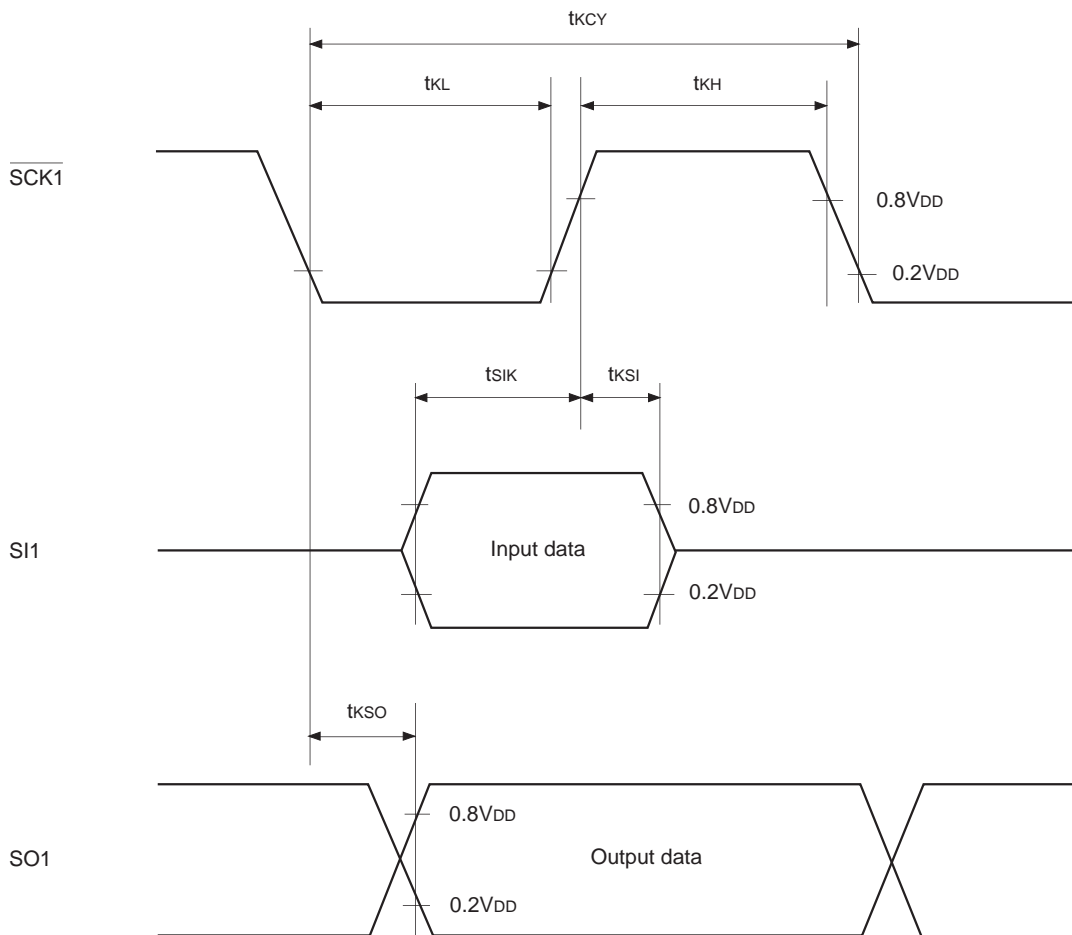 tKCY
tKL
tKH
SCK1
0.8VDD
0.2VDD
tSIK
tKSI
0.8VDD
SI1
Input data
0.2VDD
tKSO
0.8VDD
SO1
Output data
0.2VDD